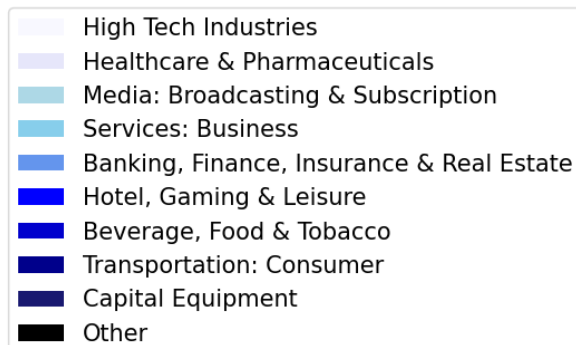 High Tech Industries
Healthcare & Pharmaceuticals
Media: Broadcasting & Subscription
Services: Business
Banking, Finance, Insurance & Real Estate
Hotel, Gaming & Leisure
Beverage, Food & Tobacco
Transportation: Consumer
Capital Equipment
Other